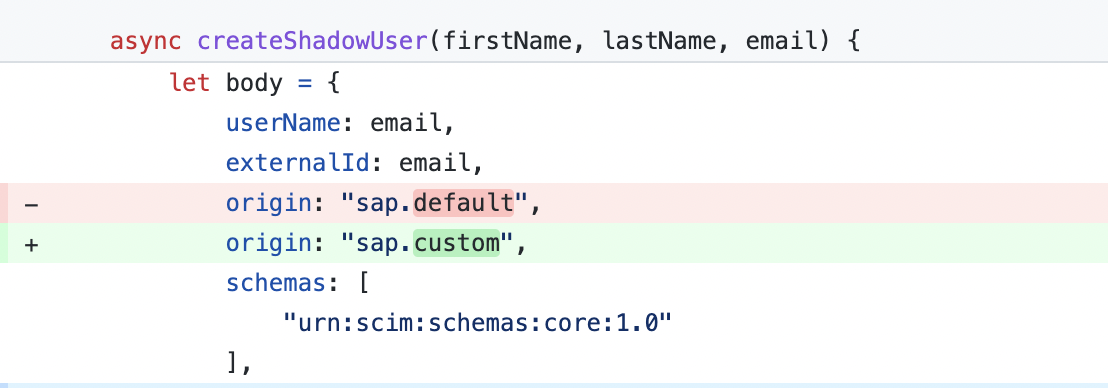 async createShadowUser(firstName, lastName, email) {
let body = {
userName: email,
externalId: email,
- origin: "sap.default",
+ origin: "sap.custom",
schemas: [
"urn:scim:schemas:core:1.0"
],